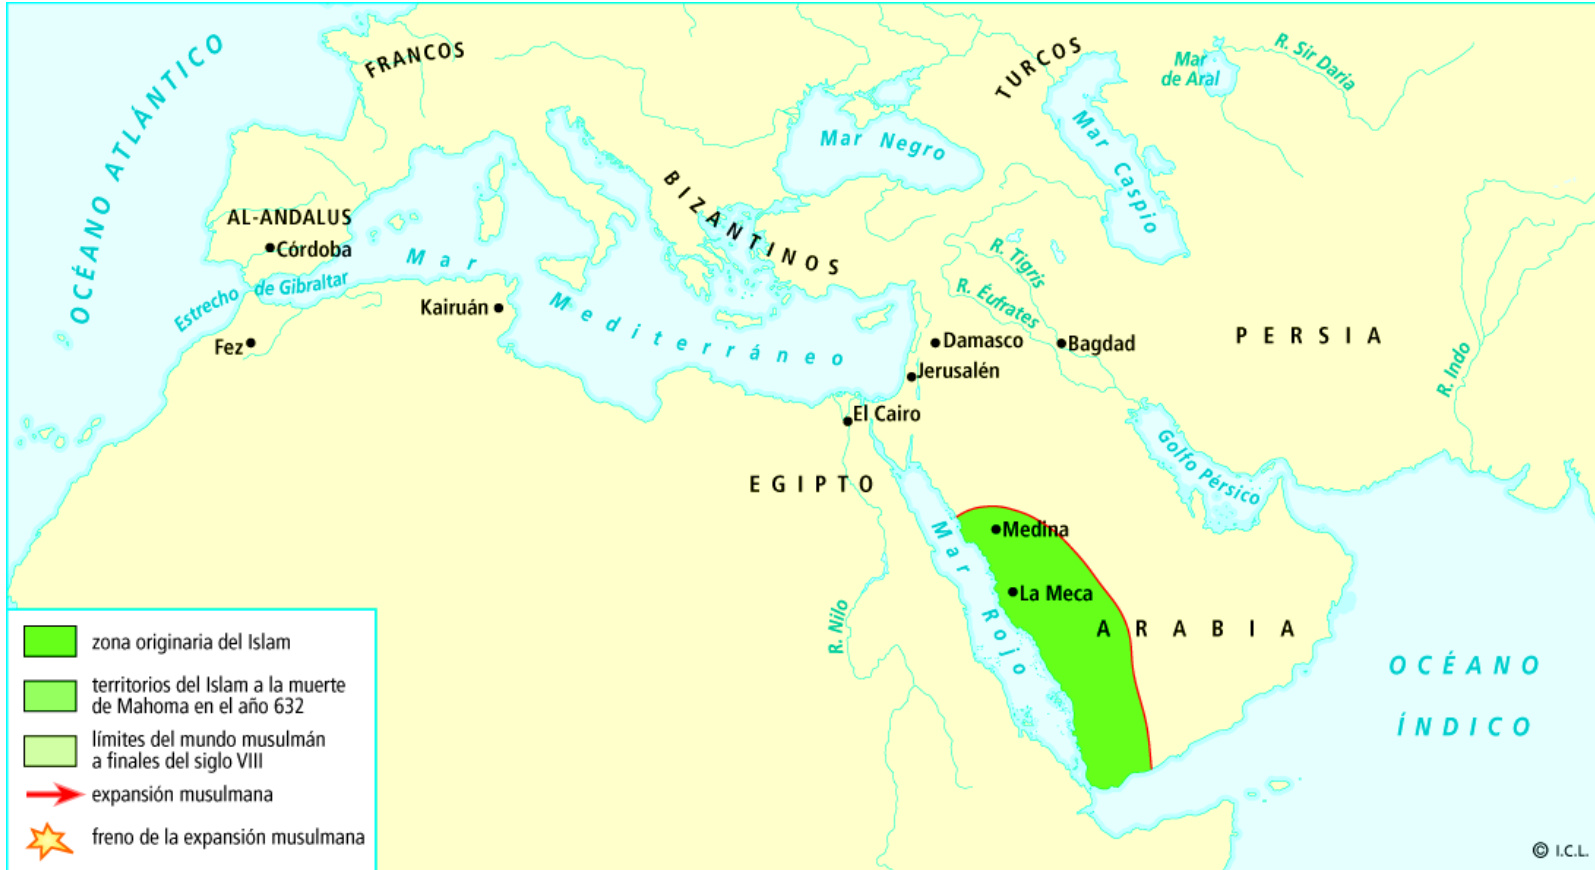 OCÉANO ATLÁNTICO
FRANCOS
TURCOS
Mar
de Aral
R. Sir Daria
Mar Negro
Mar Caspio
BIZANTINOS
AL-ANDALUS
Córdoba
Mar
Mediterráneo
Estrecho de Gibraltar
Kairuán
Fez
R. Tigris
R. Éufrates
Damasco
Bagdad
PERSIA
R. Indo
Jerusalén
El Cairo
EGIPTO
Golfo Pérsico
Medina
Mar Rojo
La Meca
ARABIA
R. Nilo
OCÉANO
ÍNDICO
zona originaria del Islam
territorios del Islam a la muerte
de Mahoma en el año 632
límites del mundo musulmán
a finales del siglo VIII
expansión musulmana
freno de la expansión musulmana
© I.C.L.